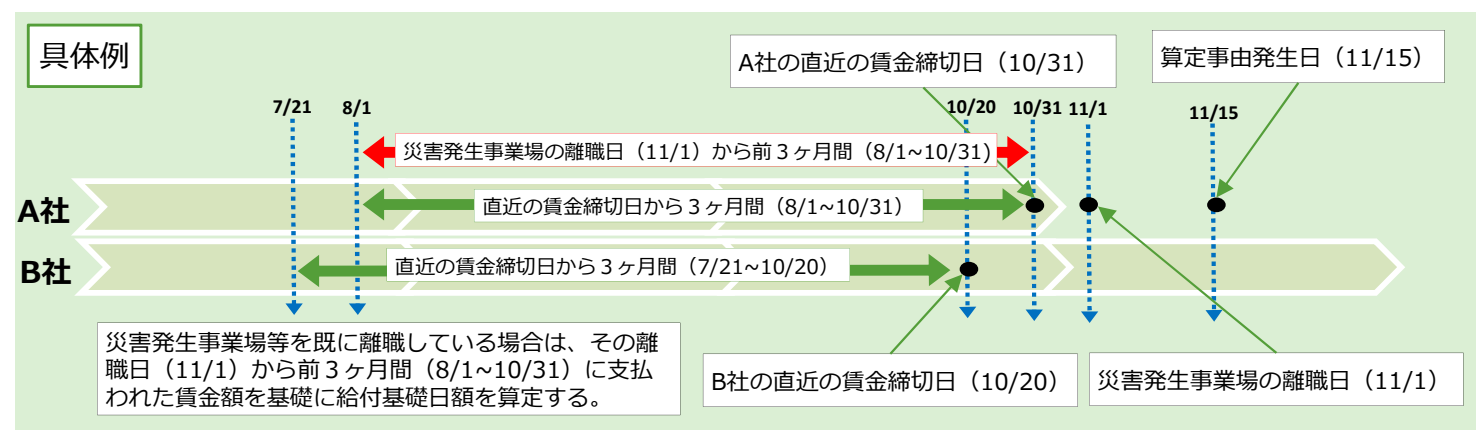 具体例
A社の直近の賃金締切日（10/31）
算定事由発生日（11/15）
7/21
8/1
10/20
10/31
11/1
11/15
災害発生事業場の離職日（11/1）から前３ヶ月間（8/1~10/31)
A社
直近の賃金締切日から３ヶ月間（8/1~10/31）
B社
直近の賃金締切日から３ヶ月間（7/21~10/20）
災害発生事業場等を既に離職している場合は、その離
職日（11/1）から前３ヶ月間（8/1~10/31）に支払
われた賃金額を基礎に給付基礎日額を算定する。
B社の直近の賃金締切日（10/20）
災害発生事業場の離職日（11/1）